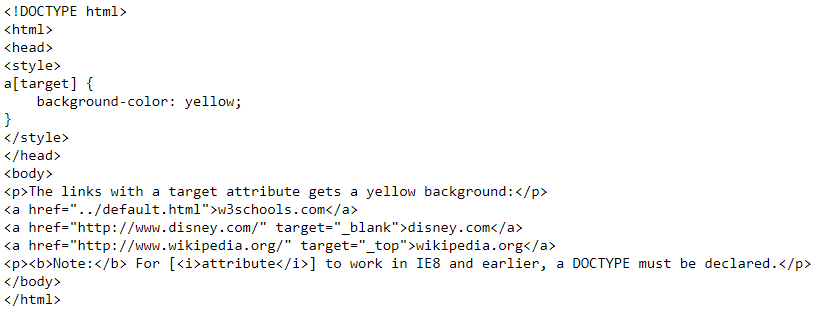 <!DOCTYPE html>
<html>
<head>
<style>
a[target] {
    background-color: yellow;
}
</style>
</head>
<body>
<p>The links with a target attribute gets a yellow background:</p>
<a href="../default.html">w3schools.com</a>
<a href="http://www.disney.com/" target="_blank">disney.com</a>
<a href="http://www.wikipedia.org/" target="_top">wikipedia.org</a>
<p><b>Note:</b> For [<i>attribute</i>] to work in IE8 and earlier, a DOCTYPE must be declared.</p>
</body>
</html>